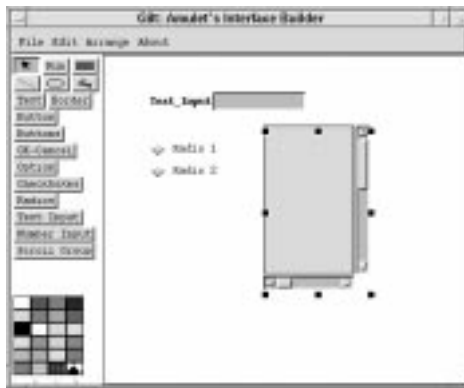 Gilt: Amulet's Interface Builder
File Edit Arrange About
Run
Text Border
Button
Buttons
OK-Cancel
Option
Checkboxes
Radios
Text Input
Number Input
Scroll Group
Text_Input
Radio 1
Radio 2